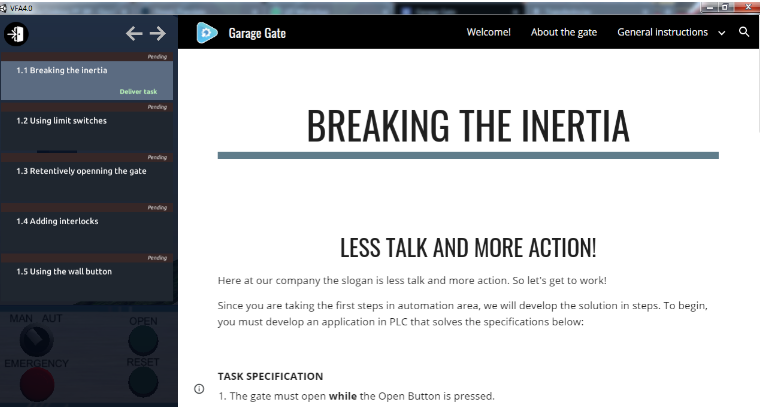 VFA4.0
Garage Gate
Welcome!
About the gate
General instructions
Pending
1.1 Breaking the inertia
Deliver task
Pending
1.2 Using limit switches
Pending
1.3 Retentively openning the gate
Pending
1.4 Adding interlocks
Pending
1.5 Using the wall button
MAN AUT
OPEN
EMERGENCY
RESET
BREAKING THE INERTIA
LESS TALK AND MORE ACTION!
Here at our company the slogan is less talk and more action. So let's get to work!
Since you are taking the first steps in automation area, we will develop the solution in steps. To begin,
you must develop an application in PLC that solves the specifications below:
TASK SPECIFICATION
1. The gate must open while the Open Button is pressed.